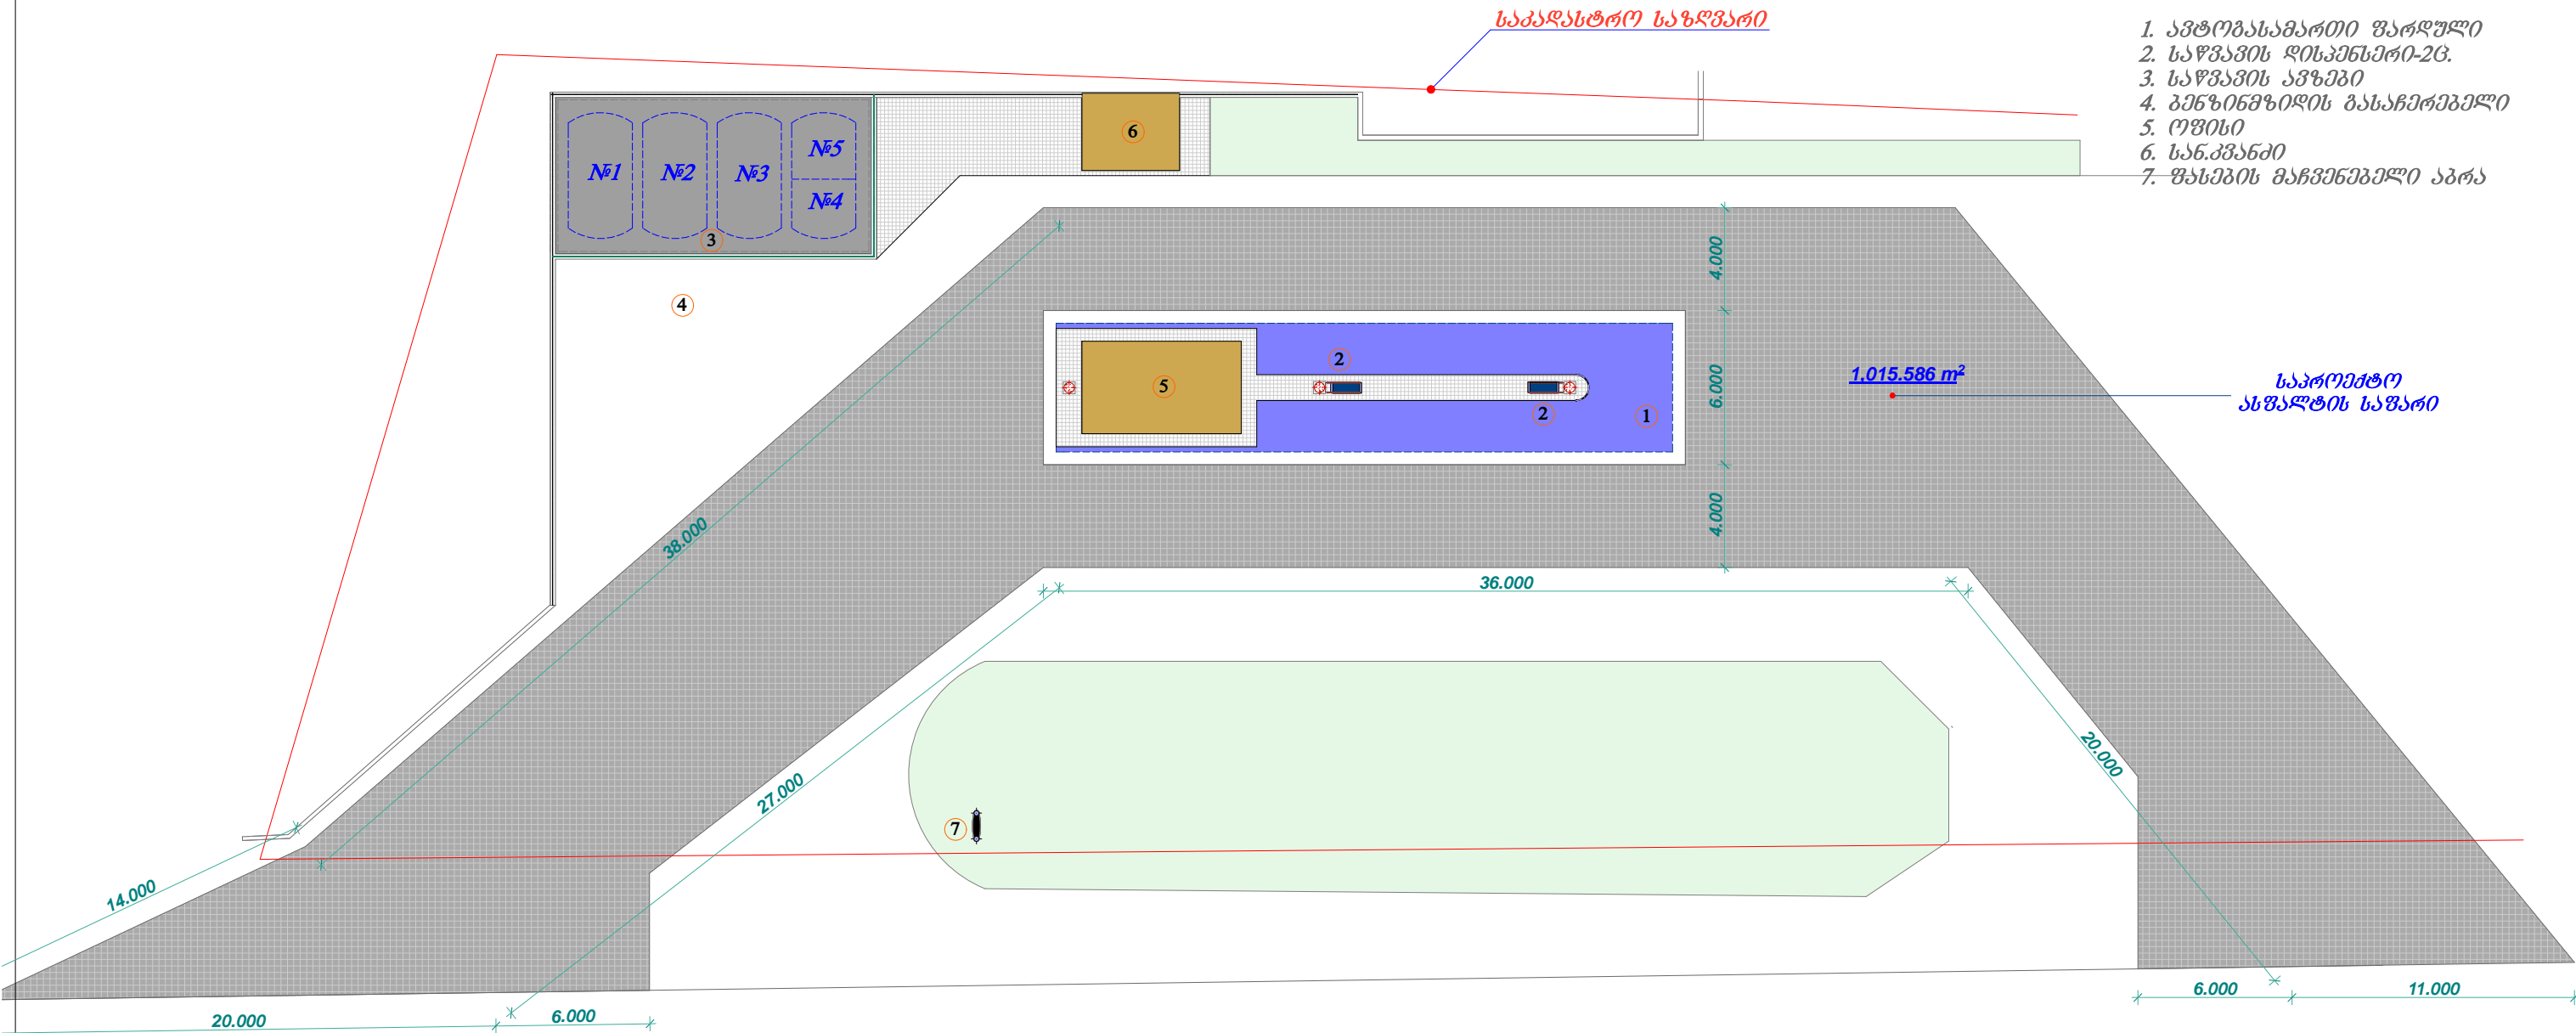 საკადასტრო საზღვარი
1. ავტოგასამართი ფარდული
2. საწვავის დისპენსერი-2ც.
3. საწვავის ავზები
4. ბენზინმზიდის გასაჩერებელი
5. ოფისი
6. სან.კვანძი
7. ფასების მაჩვენებელი აბრა
6
№5
№1 №2 №3
№4
3
4.000
4
2
5
6.000
1,015.586 m²
საპროექტო
ასფალტის საფარი
2
1
4.000
38.000
36.000
20.000
27.000
7
14.000
6.000 11.000
20.000 6.000